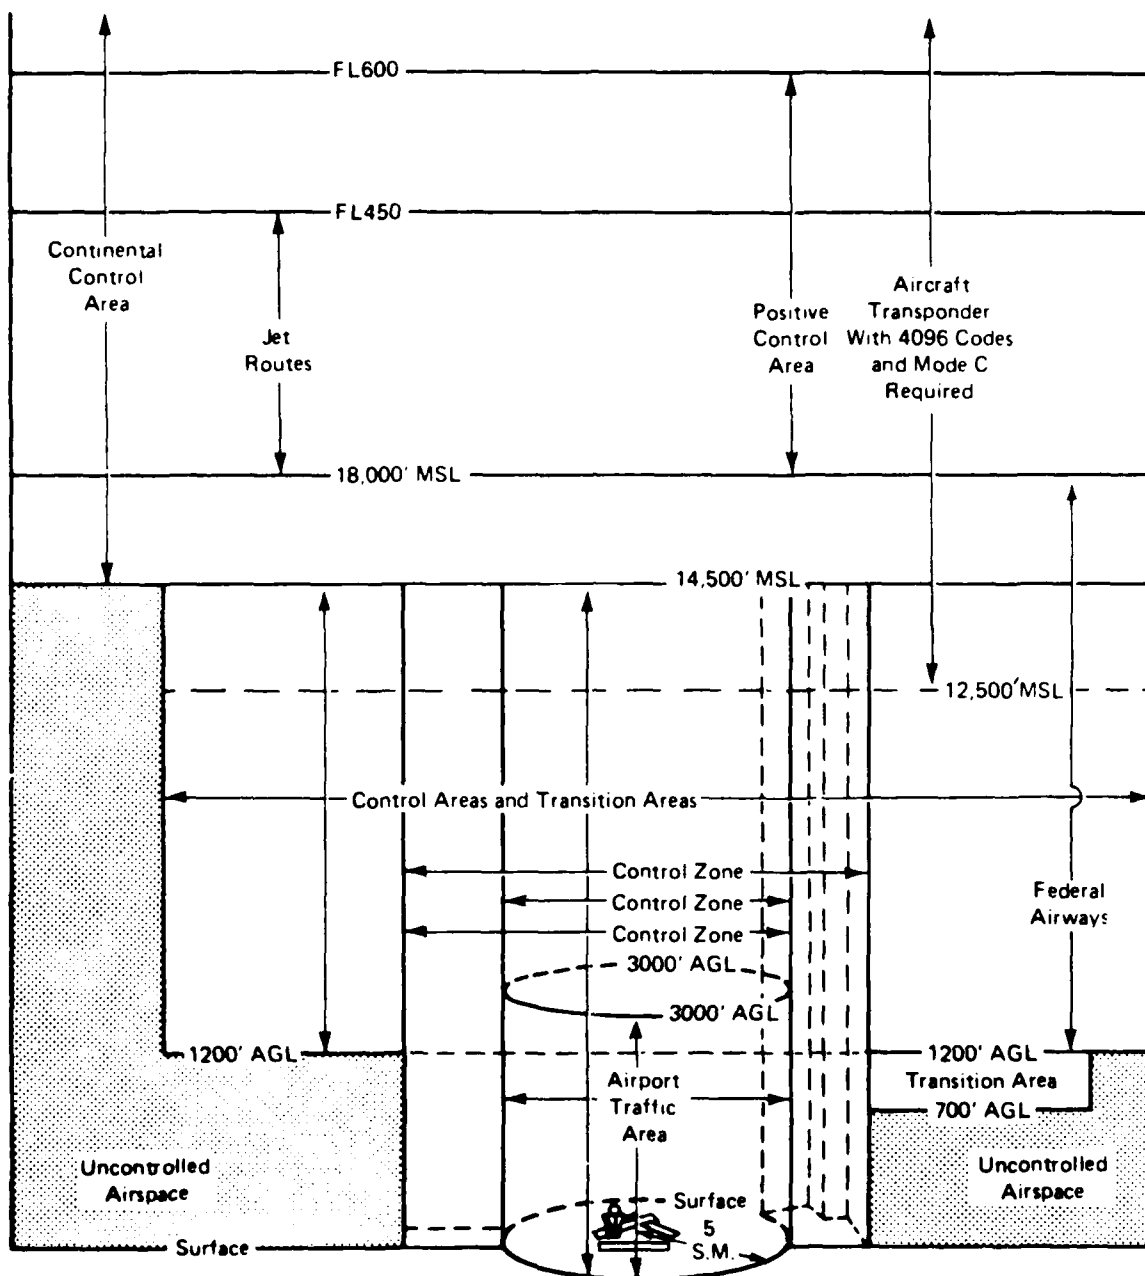 FL600
FL450
Continental
Control
Area
Jet
Routes
Positive
Control
Area
Aircraft
Transponder
With 4096 Codes
and Mode C
Required
18,000' MSL
14,500' MSL
12,500' MSL
Control Areas and Transition Areas
Control Zone
Control Zone
Control Zone
Federal
Airways
3000' AGL
3000' AGL
1200' AGL
1200' AGL
Transition Area
700' AGL
Airport
Traffic
Area
Uncontrolled
Airspace
Uncontrolled
Airspace
Surface
5
S.M.
Surface